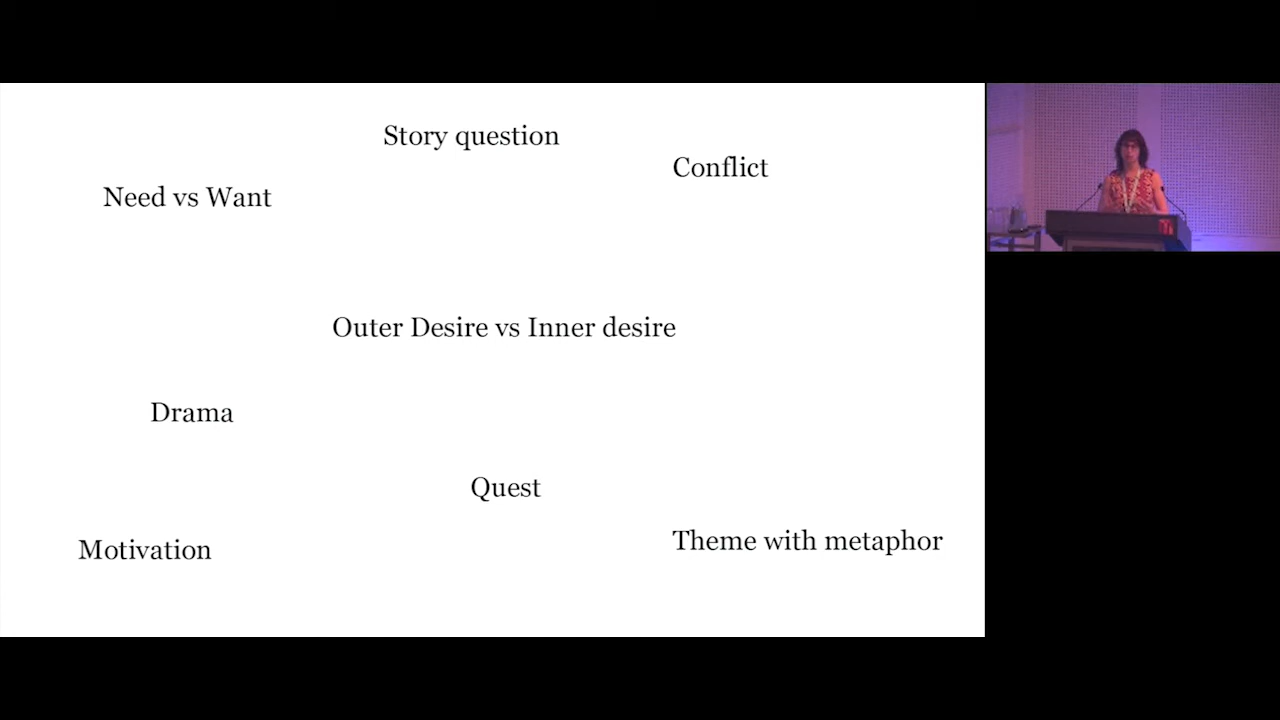 Story question
Conflict
Need vs Want
Outer Desire vs Inner desire
Drama
Quest
Theme with metaphor
Motivation